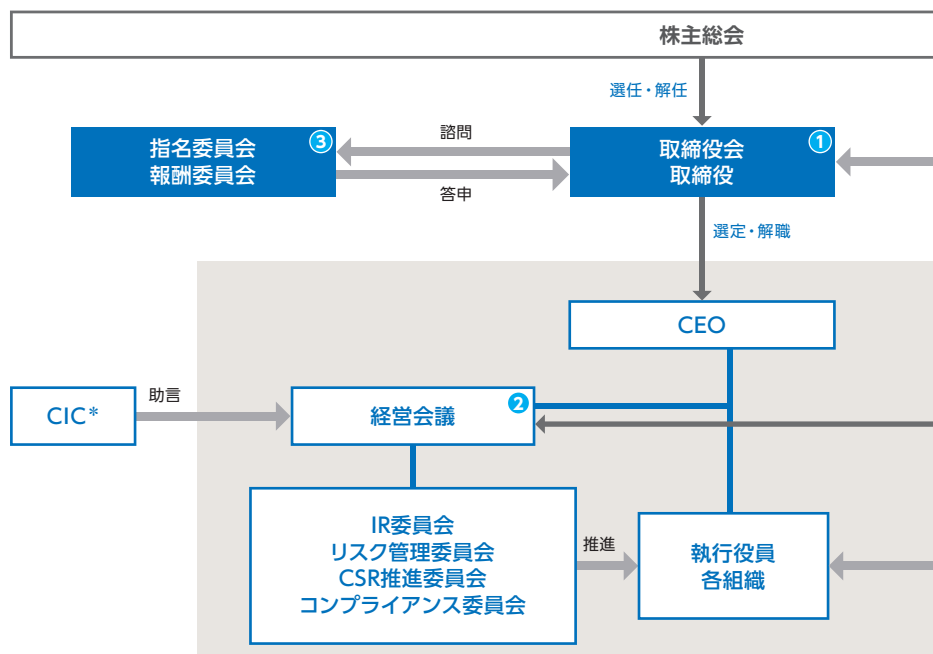 株主総会
選任・解任
指名委員会
報酬委員会
3
諮問
答申
取締役会
取締役
1
選定・解職
CEO
CIC*
助言
経営会議
2
IR委員会
リスク管理委員会
CSR推進委員会
コンプライアンス委員会
推進
執行役員
各組織